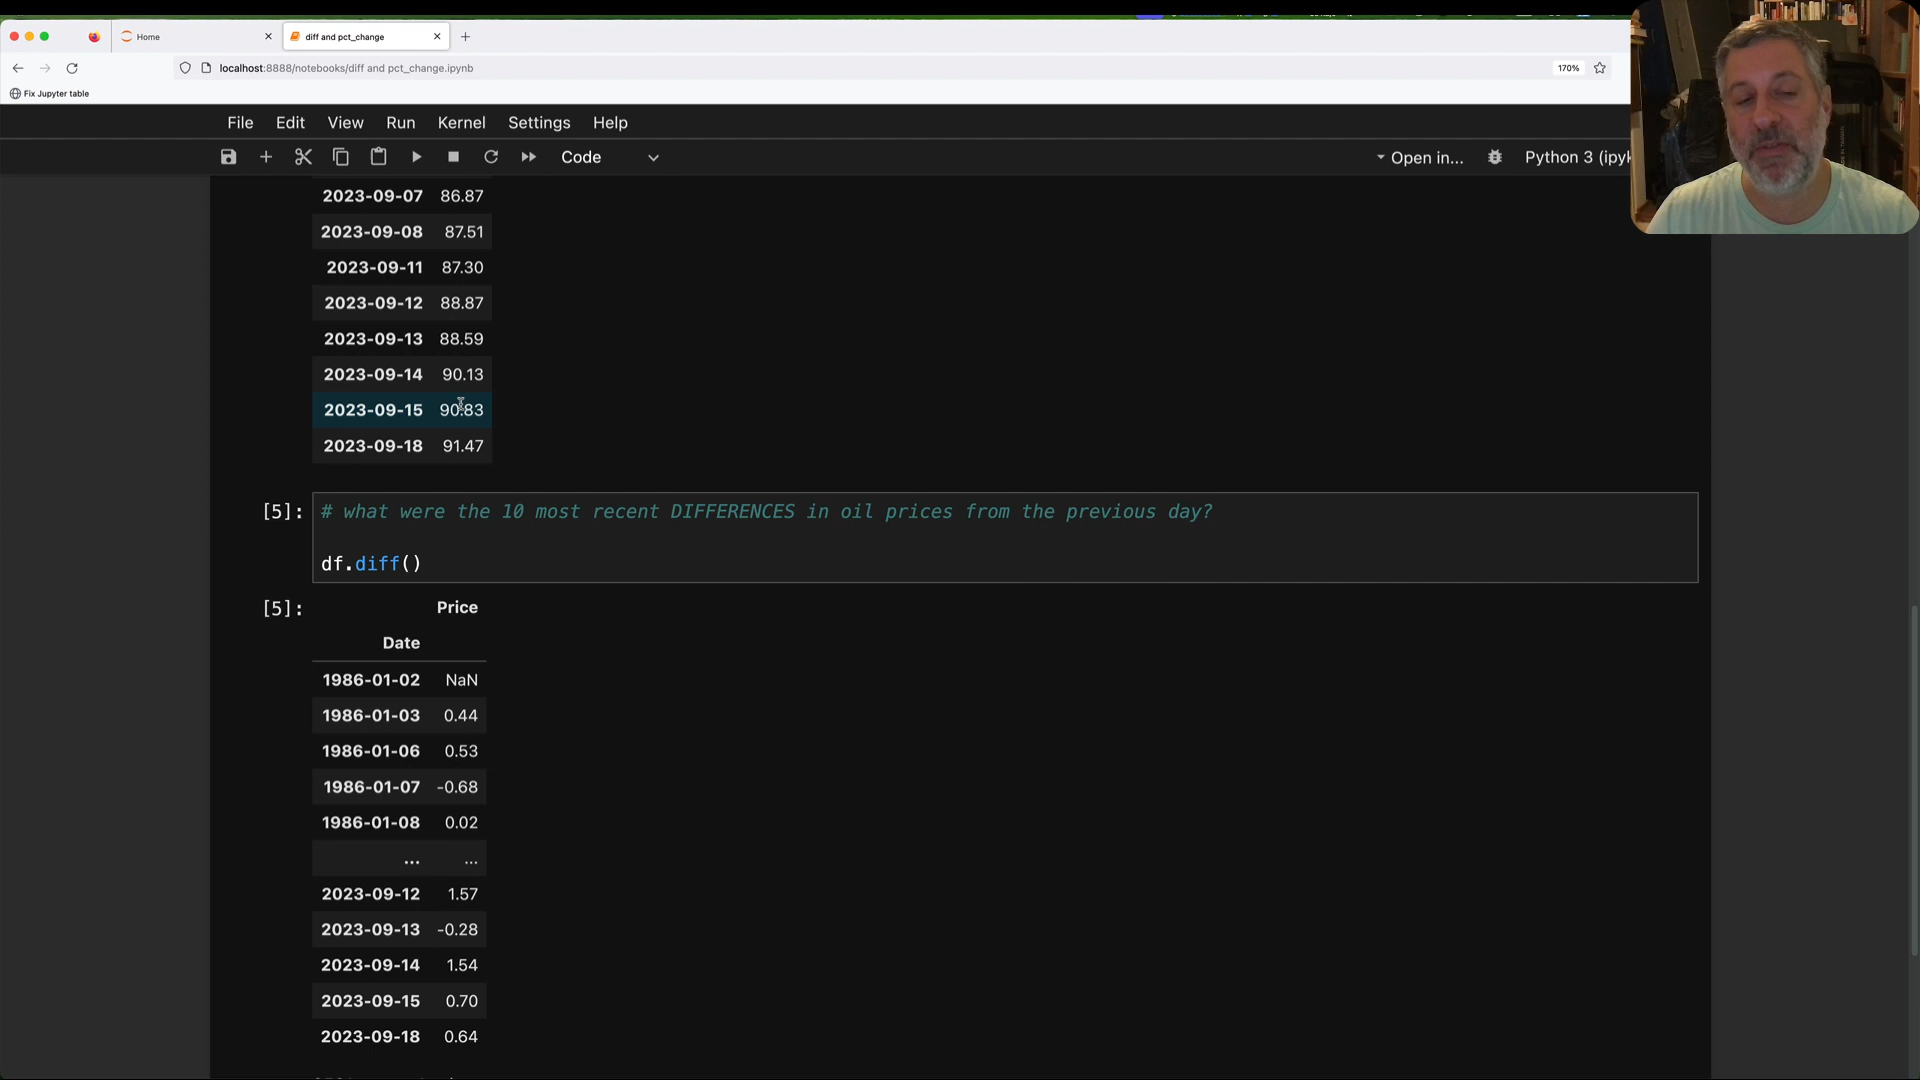 Home
diff and pct_change
localhost:8888/notebooks/diff and pct_change.ipynb
170%
Fix Jupyter table
File Edit View Run Kernel Settings Help
Code
Open in...
Python 3 (ipyk
2023-09-07 86.87
2023-09-08 87.51
2023-09-11 87.30
2023-09-12 88.87
2023-09-13 88.59
2023-09-14 90.13
2023-09-15 90.83
2023-09-18 91.47
[5]: # what were the 10 most recent DIFFERENCES in oil prices from the previous day?
df.diff()
[5]: Price
Date
1986-01-02 NaN
1986-01-03 0.44
1986-01-06 0.53
1986-01-07 -0.68
1986-01-08 0.02
... ...
2023-09-12 1.57
2023-09-13 -0.28
2023-09-14 1.54
2023-09-15 0.70
2023-09-18 0.64